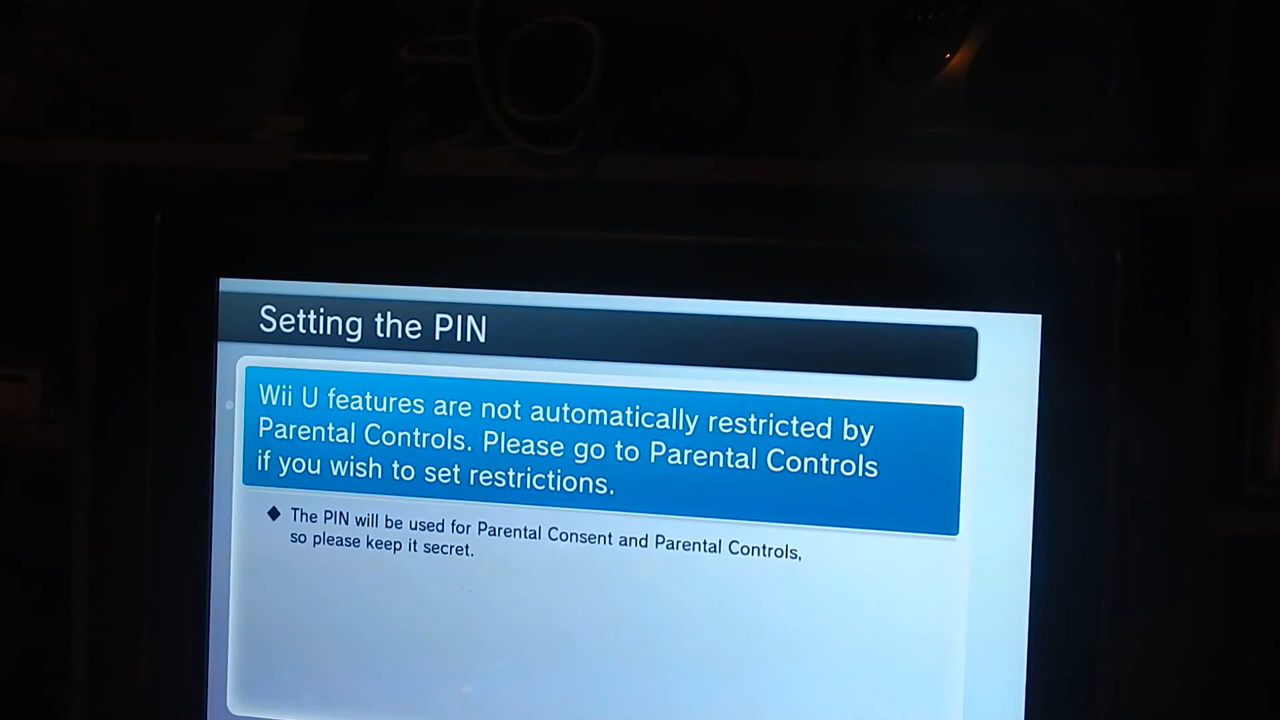 Setting the PIN
Wii U features are not automatically restricted by
Parental Controls. Please go to Parental Controls
if you wish to set restrictions.
◆ The PIN will be used for Parental Consent and Parental Controls,
so please keep it secret.